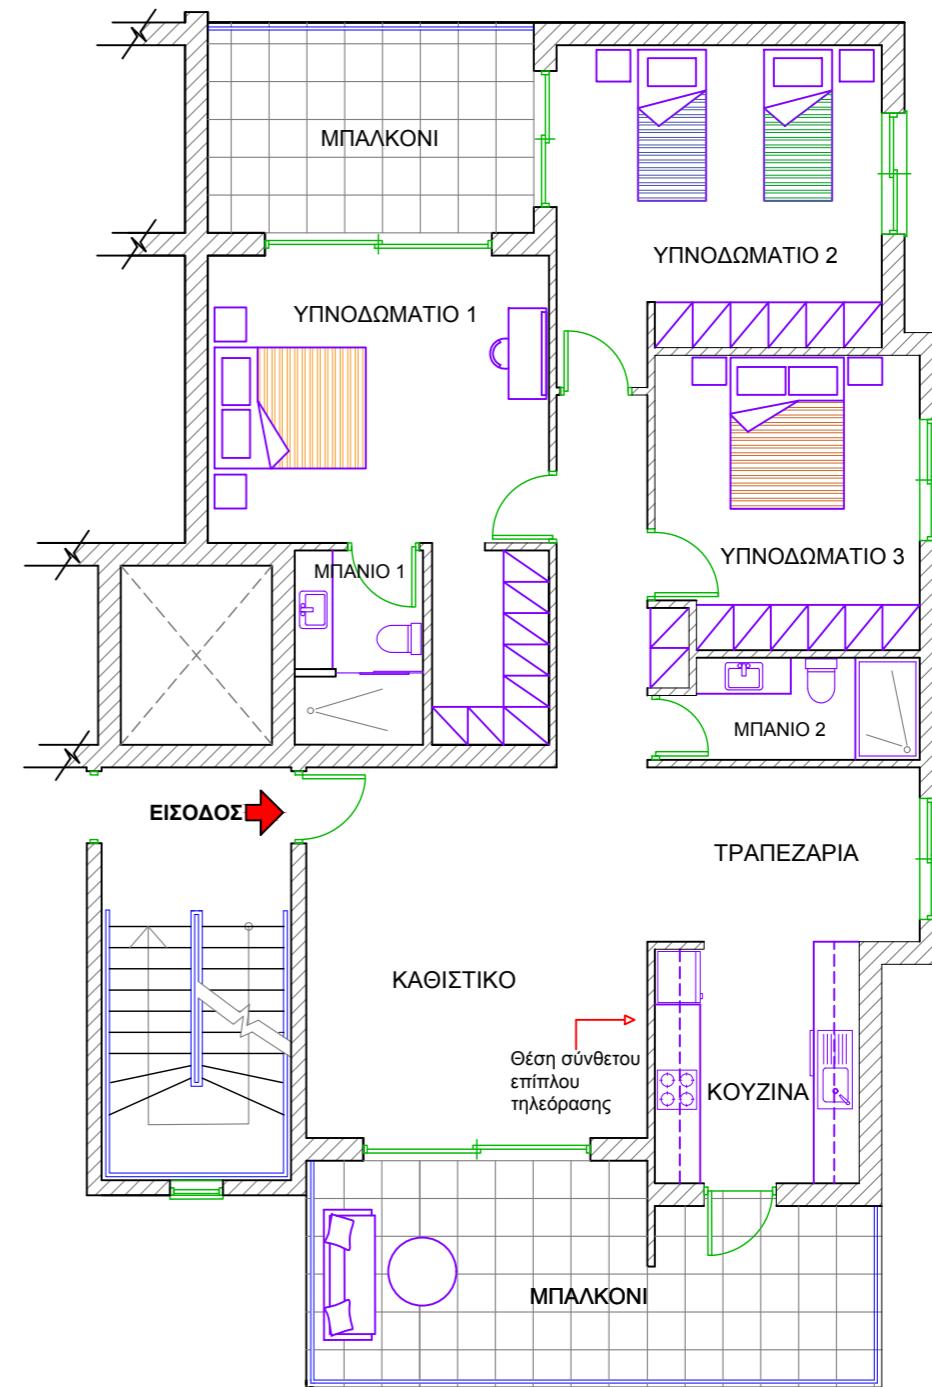 ΜΠΑΛΚΟΝΙ
ΥΠΝΟΔΩΜΑΤΙΟ 2
ΥΠΝΟΔΩΜΑΤΙΟ 1
ΥΠΝΟΔΩΜΑΤΙΟ 3
ΜΠΑΝΙΟ 1
ΜΠΑΝΙΟ 2
ΕΙΣΟΔΟΣ
ΤΡΑΠΕΖΑΡΙΑ
ΚΑΘΙΣΤΙΚΟ
Θέση σύνθετου
επίπλου
τηλεόρασης
ΚΟΥΖΙΝΑ
ΜΠΑΛΚΟΝΙ